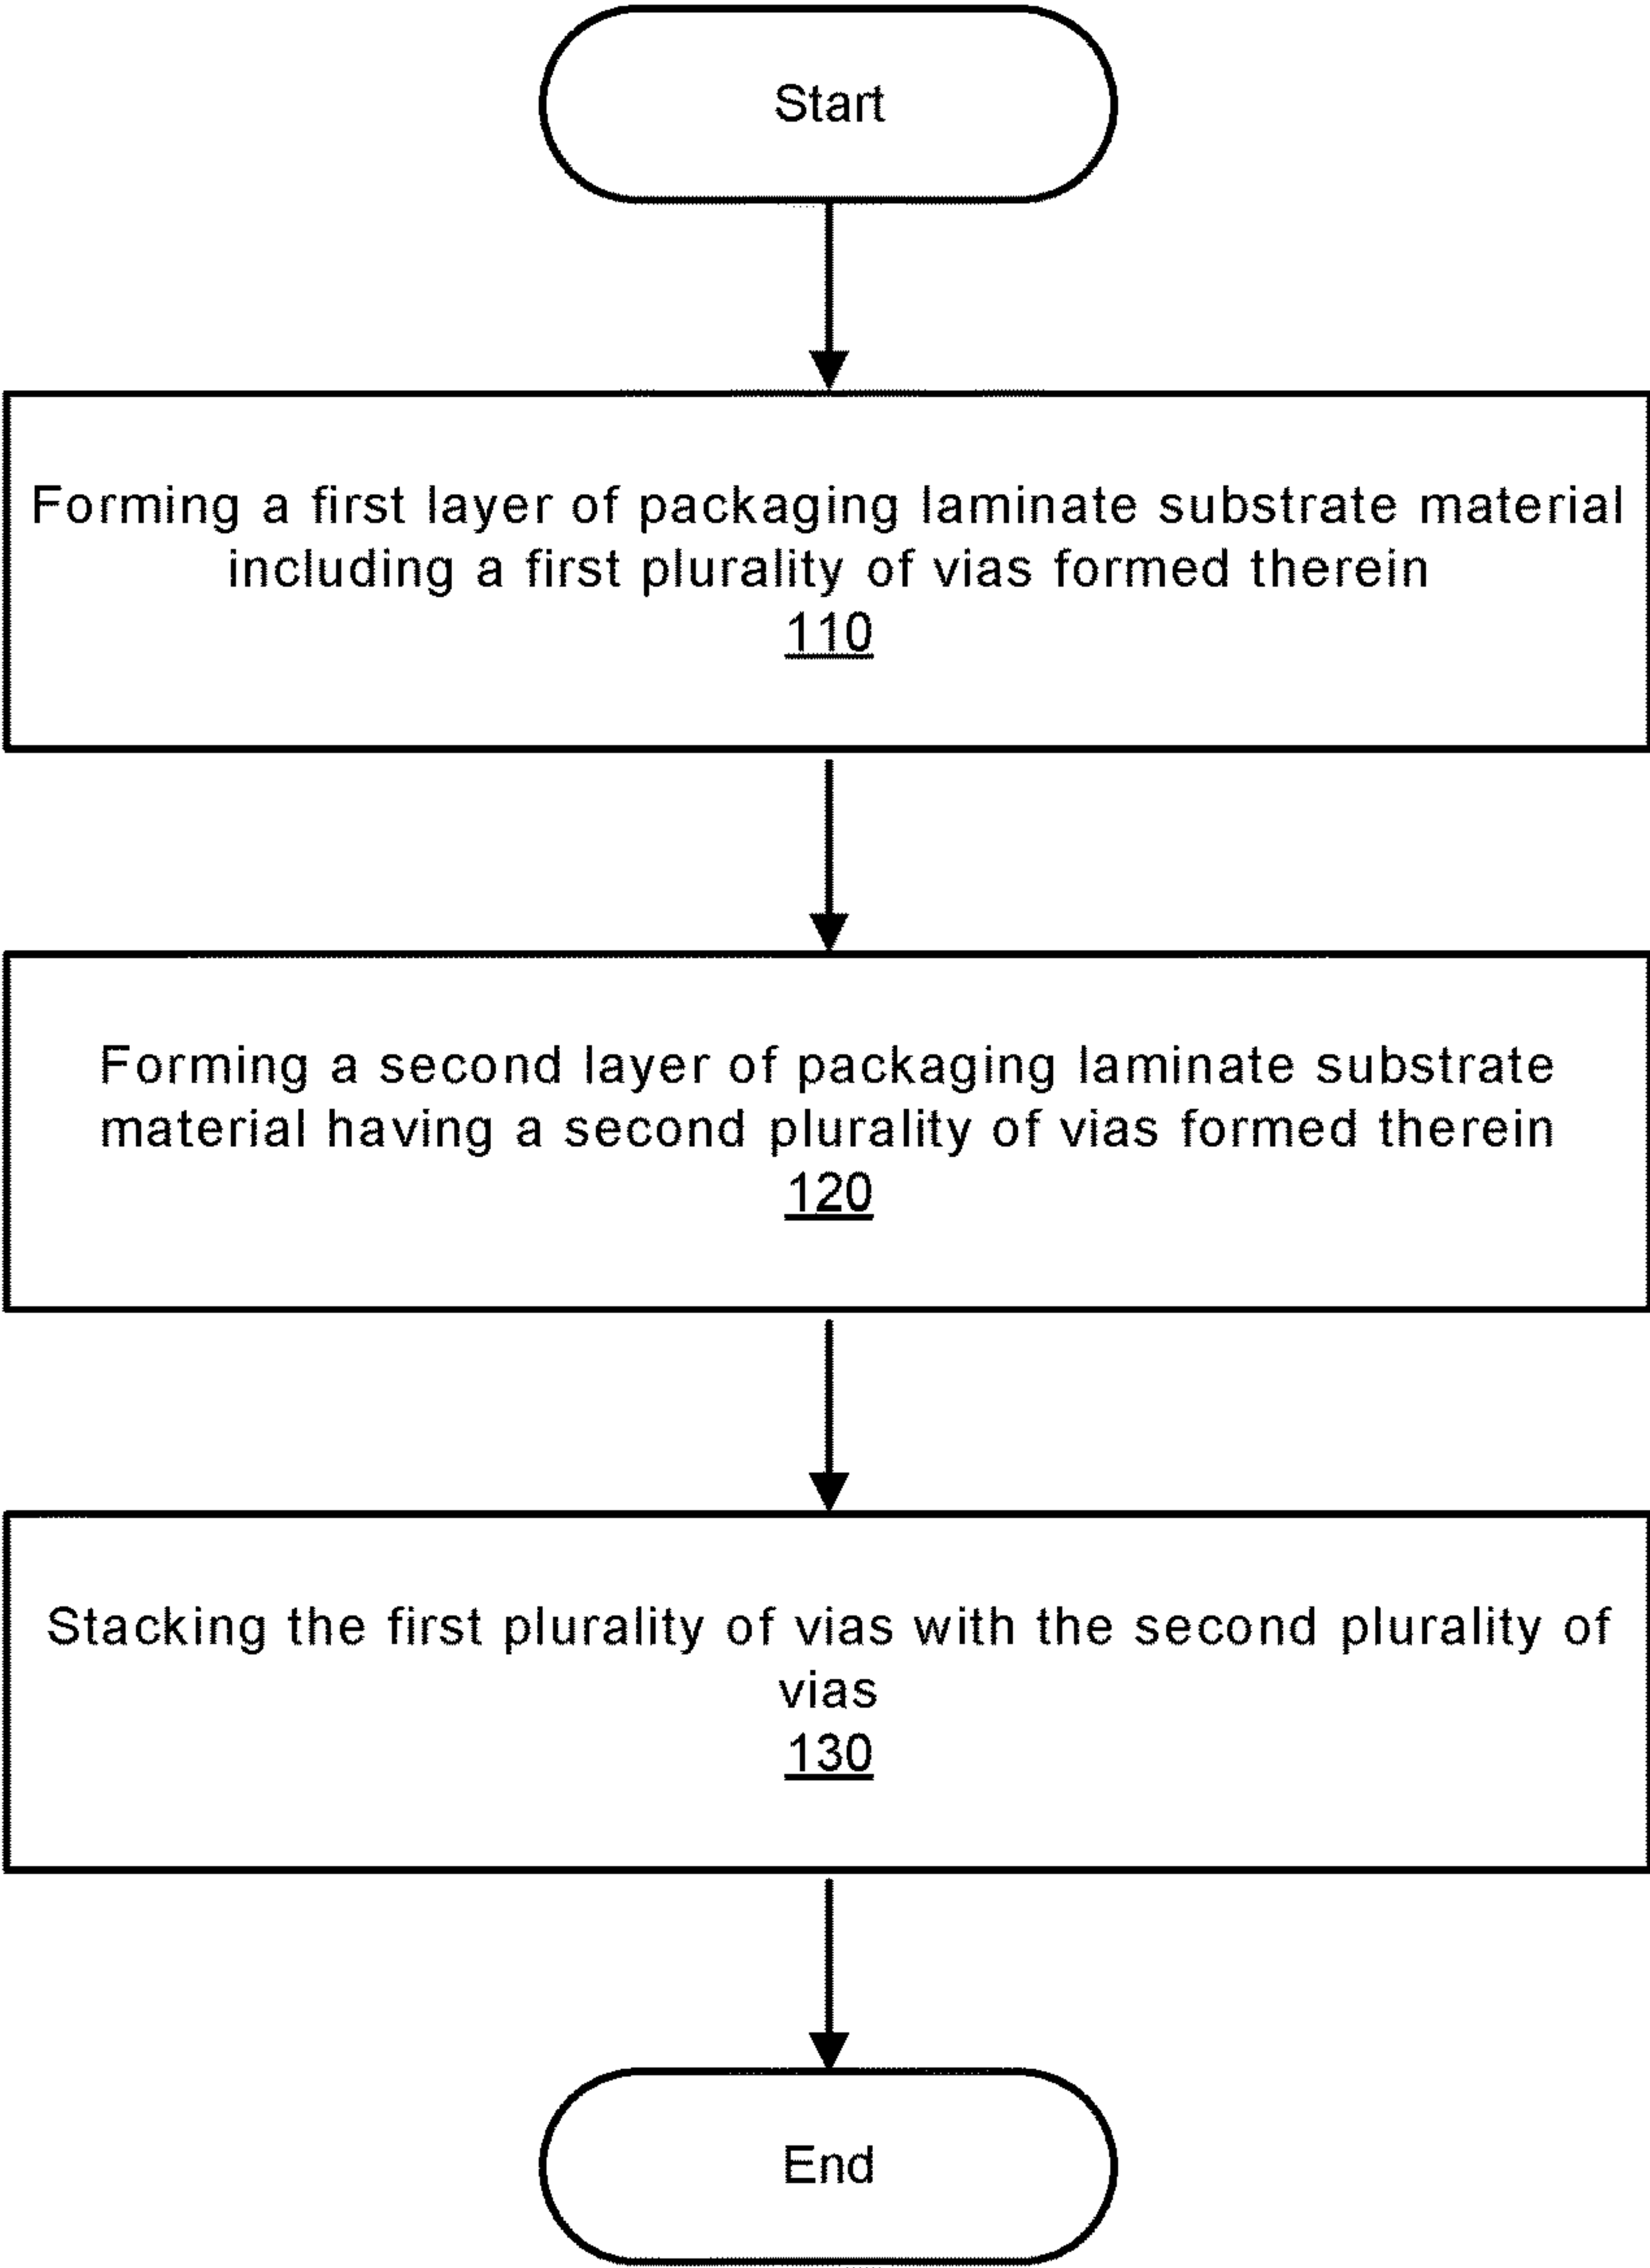 Start
Forming a first layer of packaging laminate substrate material
including a first plurality of vias formed therein
110
Forming a second layer of packaging laminate substrate
material having a second plurality of vias formed therein
120
Stacking the first plurality of vias with the second plurality of
vias
130
End